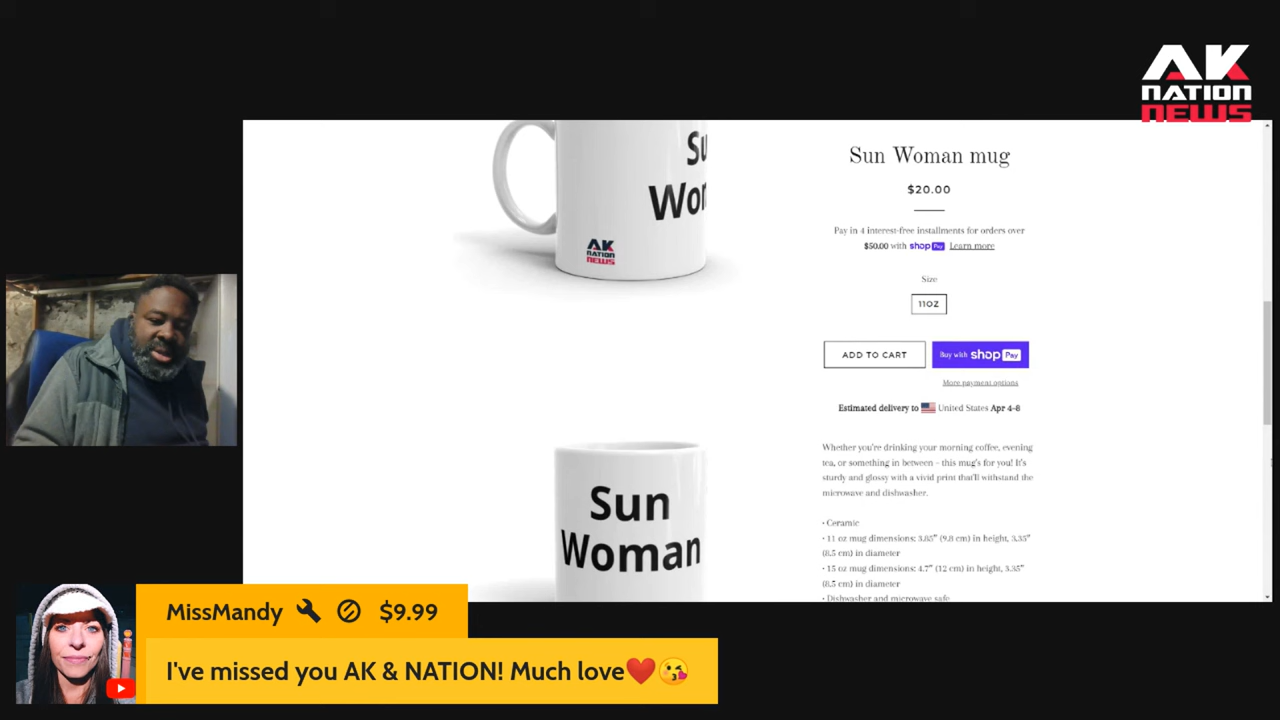 AK
NATION
NEWS
Su
Wom
AK
NATION
NEWS
Sun Woman mug
$20.00
Pay in 4 interest-free installments for orders over
$50.00 with shop Pay Learn more
Size
11OZ
ADD TO CART
Buy with shop Pay
More payment options
Estimated delivery to United States Apr 4-8
Whether you're drinking your morning coffee, evening
tea, or something in between – this mug's for you! It's
sturdy and glossy with a vivid print that'll withstand the
microwave and dishwasher.
• Ceramic
• 11 oz mug dimensions: 3.85″ (9.8 cm) in height, 3.35″
(8.5 cm) in diameter
• 15 oz mug dimensions: 4.7″ (12 cm) in height, 3.35″
(8.5 cm) in diameter
• Dishwasher and microwave safe
Sun
Woman
MissMandy $9.99
I've missed you AK & NATION! Much love❤️😘